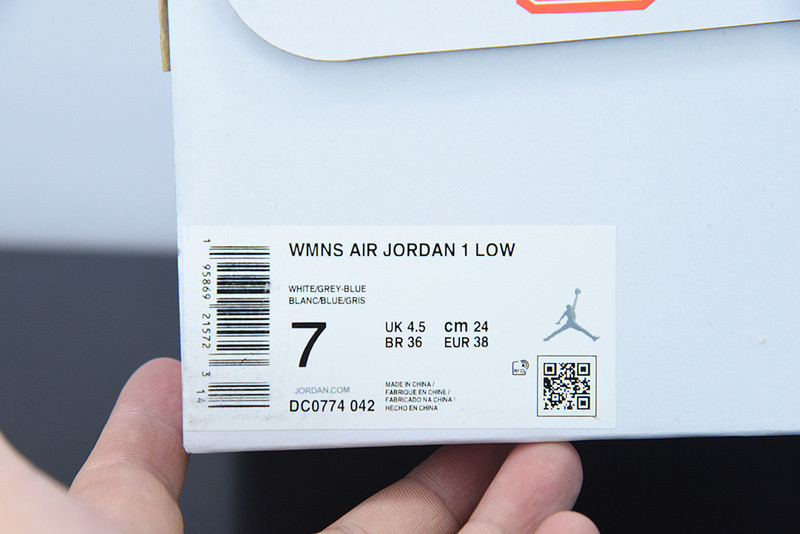 WMNS AIR JORDAN 1 LOW
WHITE/GREY-BLUE
BLANC/BLUE/GRIS
7
UK 4.5 cm 24
BR 36 EUR 38
JORDAN.COM
DC0774 042
MADE IN CHINA /
FABRIQUE EN CHINE /
FABRICADO NA CHINA /
HECHO EN CHINA
1 95869 21572 3 14